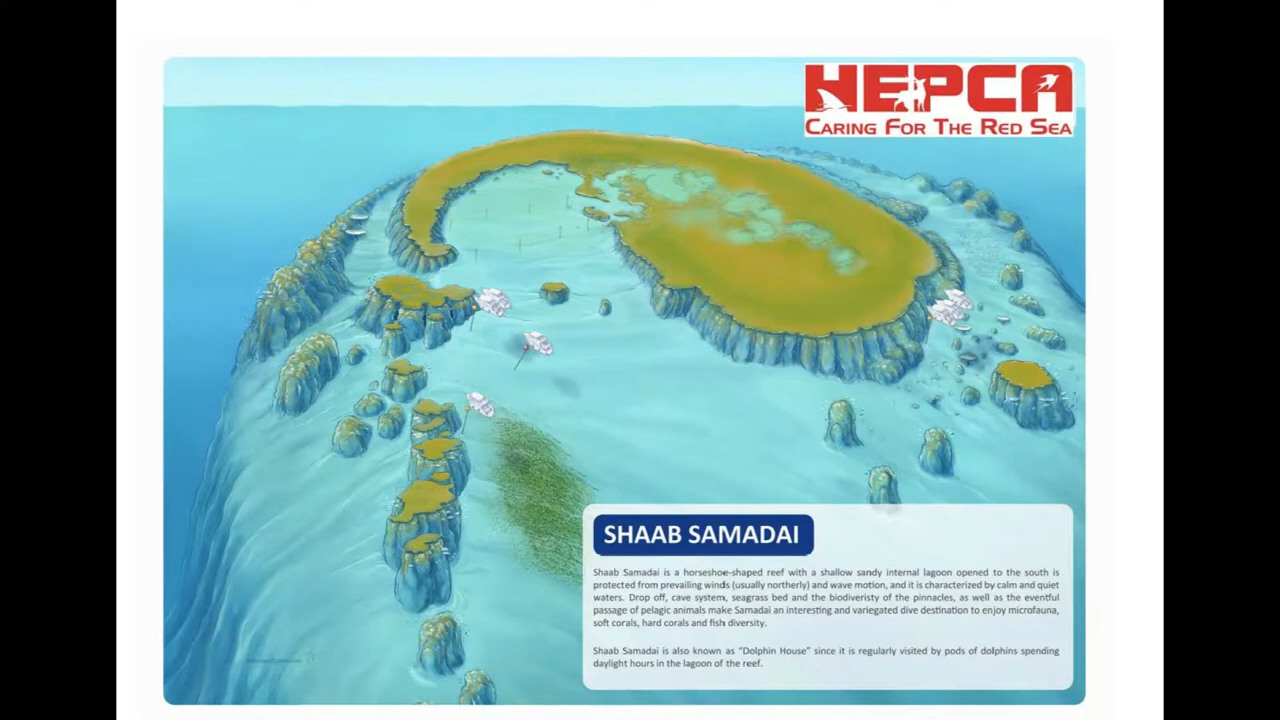 HEPCA
CARING FOR THE RED SEA
SHAAB SAMADAI
Shaab Samadai is a horseshoe-shaped reef with a shallow sandy internal lagoon opened to the south is
protected from prevailing winds (usually northerly) and wave motion, and it is characterized by calm and quiet
waters. Drop off, cave system, seagrass bed and the biodiveristy of the pinnacles, as well as the eventful
passage of pelagic animals make Samadai an interesting and variegated dive destination to enjoy microfauna,
soft corals, hard corals and fish diversity.
Shaab Samadai is also known as “Dolphin House” since it is regularly visited by pods of dolphins spending
daylight hours in the lagoon of the reef.